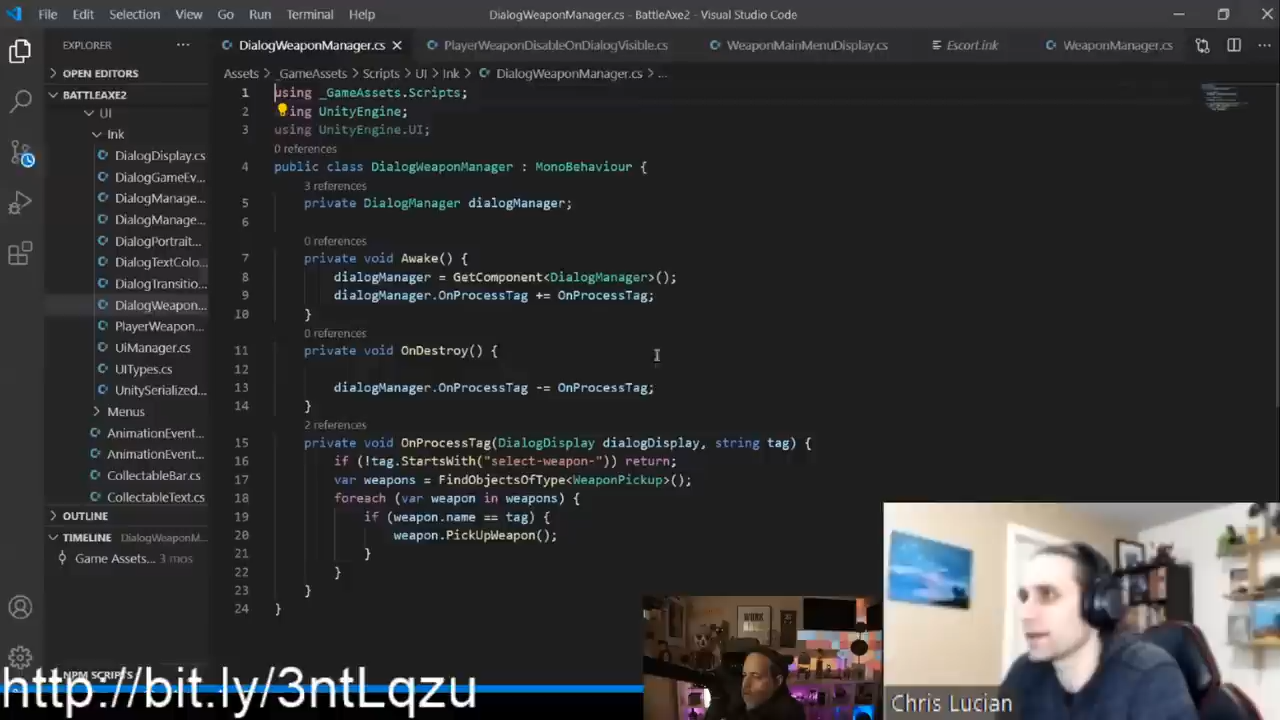 File Edit Selection View Go Run Terminal Help
DialogWeaponManager.cs - BattleAxe2 - Visual Studio Code
EXPLORER
OPEN EDITORS
BATTLEAXE2
UI
Ink
DialogDisplay.cs
DialogGameEv...
DialogManage...
DialogManage...
DialogPortrait...
DialogTextColo...
DialogTransitio...
DialogWeapon...
PlayerWeapon...
UiManager.cs
UITypes.cs
UnitySerialized...
Menus
AnimationEvent...
AnimationEvent...
CollectableBar.cs
CollectableText.cs
OUTLINE
TIMELINE DialogWeaponM...
Game Assets... 3 mos
NPM SCRIPTS
DialogWeaponManager.cs
PlayerWeaponDisableOnDialogVisible.cs
WeaponMainMenuDisplay.cs
Escort.ink
WeaponManager.cs
Assets > _GameAssets > Scripts > UI > Ink > DialogWeaponManager.cs > ...
1 using _GameAssets.Scripts;
2 ing UnityEngine;
3 using UnityEngine.UI;
0 references
4 public class DialogWeaponManager : MonoBehaviour {
3 references
5 private DialogManager dialogManager;
6
0 references
7 private void Awake() {
8 dialogManager = GetComponent<DialogManager>();
9 dialogManager.OnProcessTag += OnProcessTag;
10 }
0 references
11 private void OnDestroy() {
12
13 dialogManager.OnProcessTag -= OnProcessTag;
14 }
2 references
15 private void OnProcessTag(DialogDisplay dialogDisplay, string tag) {
16 if (!tag.StartsWith("select-weapon-")) return;
17 var weapons = FindObjectsOfType<WeaponPickup>();
18 foreach (var weapon in weapons) {
19 if (weapon.name == tag) {
20 weapon.PickUpWeapon();
21 }
22 }
23 }
24 }
http://bit.ly/3ntLqzu
WORK
Chris Lucian